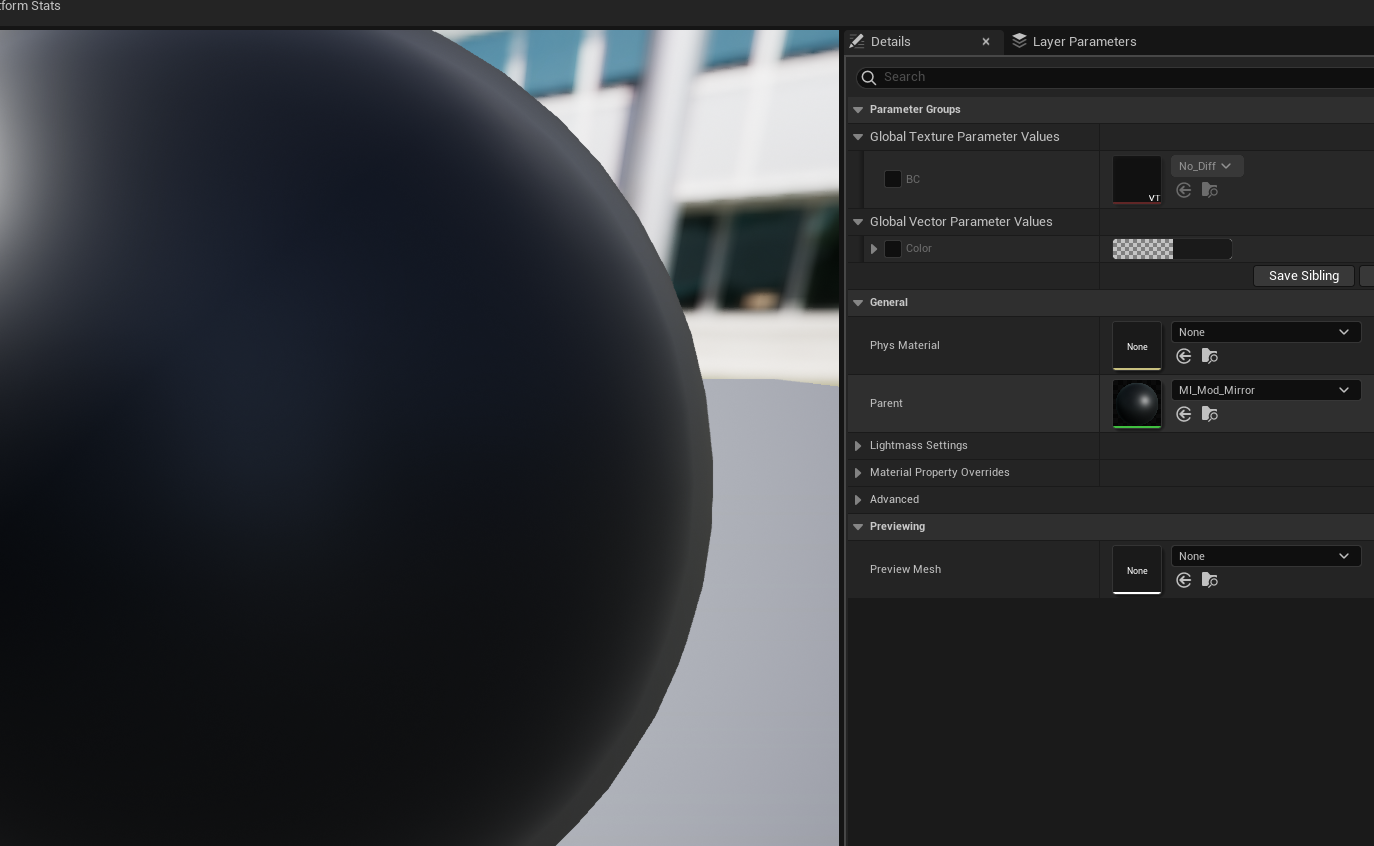 tform Stats
Details
Layer Parameters
Search
Parameter Groups
Global Texture Parameter Values
BC
No_Diff
VT
Global Vector Parameter Values
Color
Save Sibling
General
Phys Material
None
None
Parent
MI_Mod_Mirror
Lightmass Settings
Material Property Overrides
Advanced
Previewing
Preview Mesh
None
None